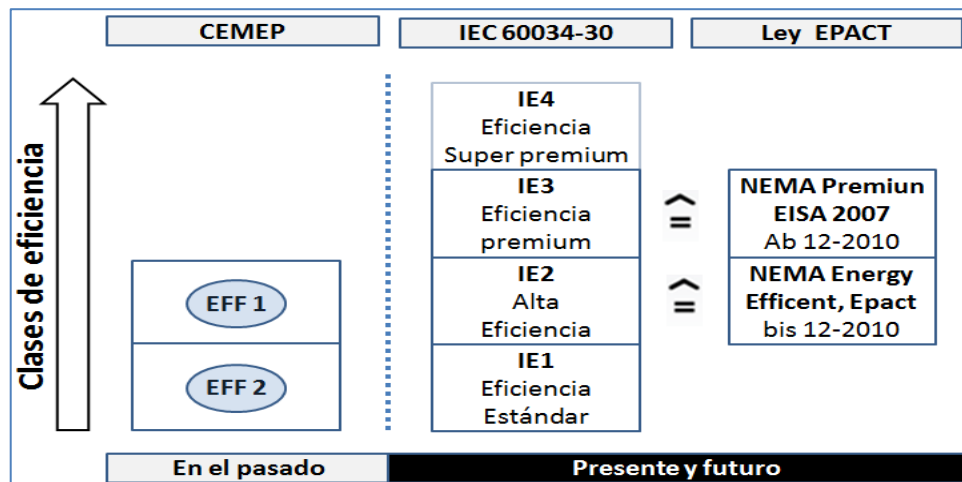 CEMEP
IEC 60034-30
Ley EPACT
Clases de eficiencia
EFF 1
EFF 2
IE4
Eficiencia
Super premium
IE3
Eficiencia
premium
IE2
Alta
Eficiencia
IE1
Eficiencia
Estándar
^
=
^
=
NEMA Premiun
EISA 2007
Ab 12-2010
NEMA Energy
Efficent, Epact
bis 12-2010
En el pasado
Presente y futuro